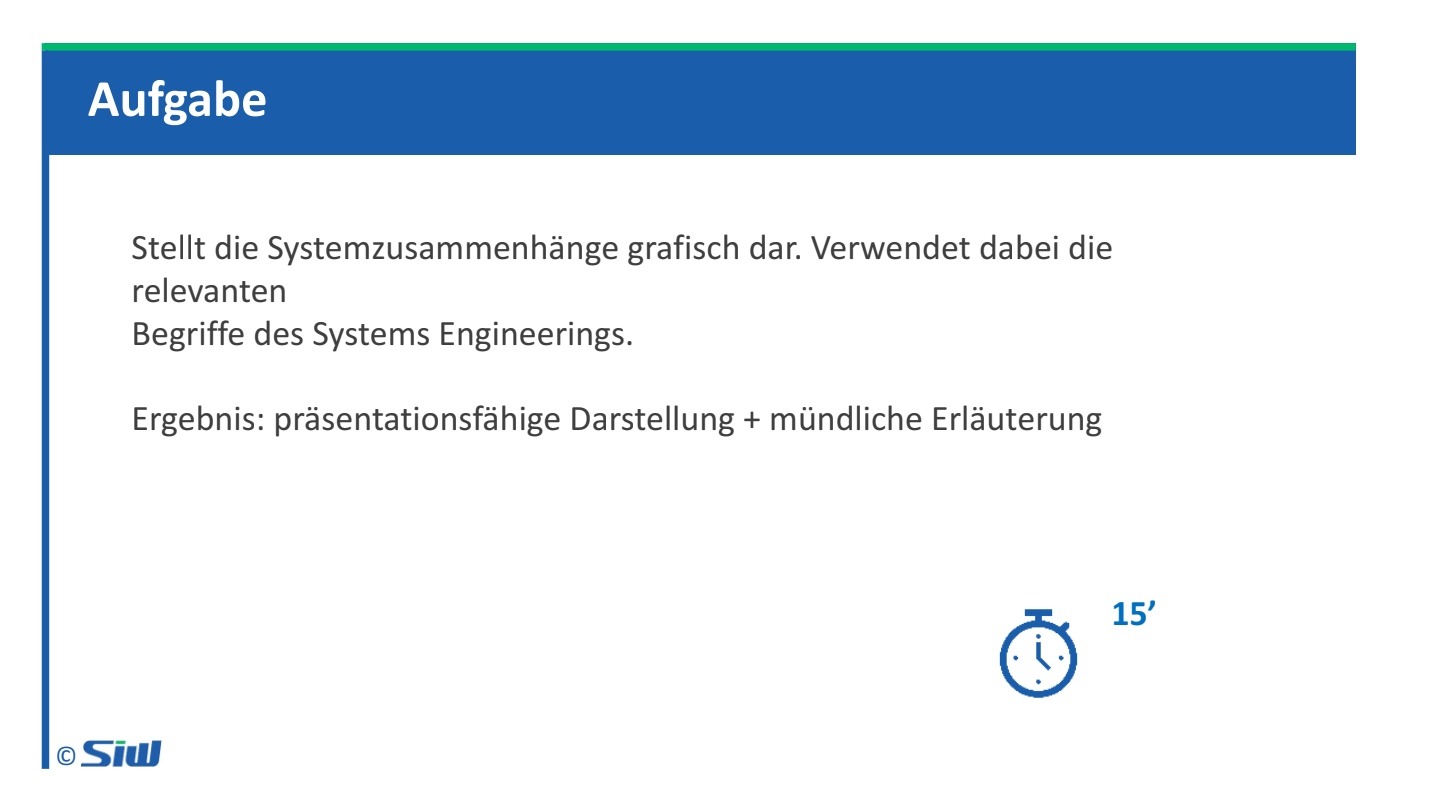 Aufgabe
Stellt die Systemzusammenhänge grafisch dar. Verwendet dabei die
relevanten
Begriffe des Systems Engineerings.
Ergebnis: präsentationsfähige Darstellung + mündliche Erläuterung
15’
© Siw